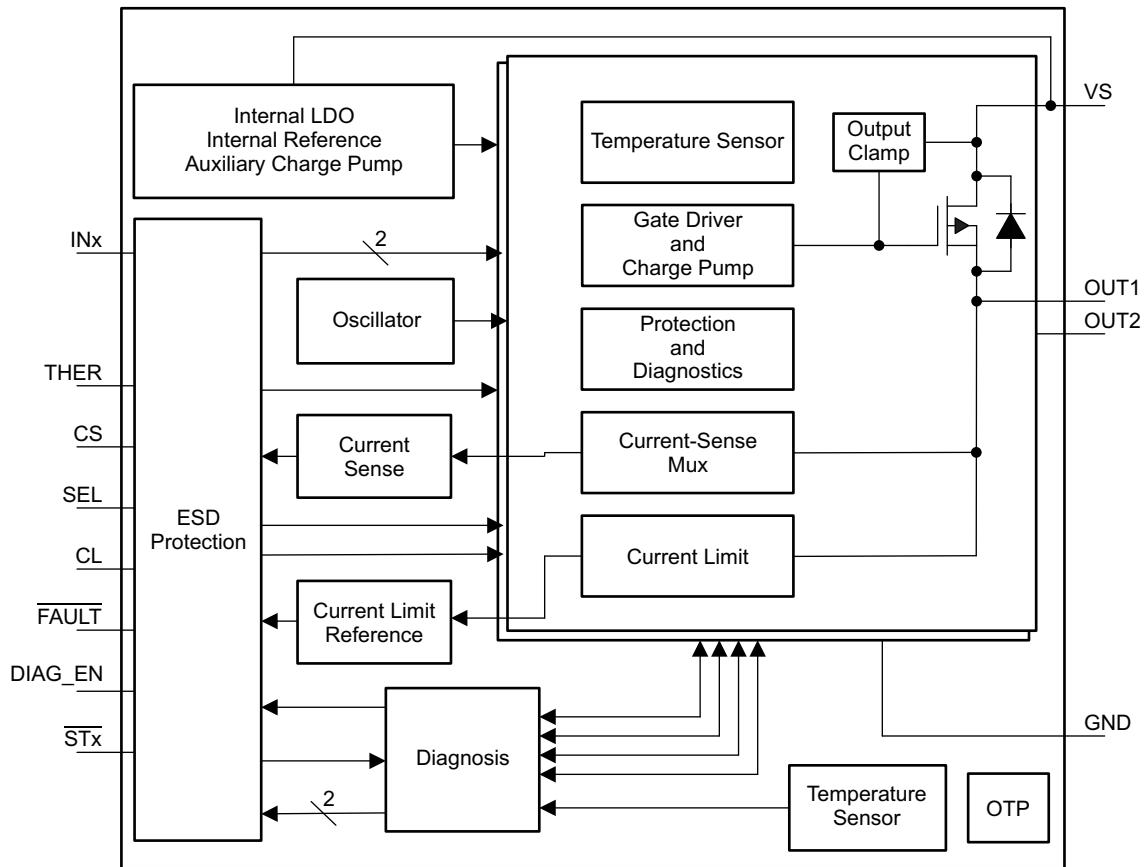 Internal LDO
Internal Reference
Auxiliary Charge Pump
Temperature Sensor
Output
Clamp
VS
INx
2
Gate Driver
and
Charge Pump
Oscillator
OUT1
OUT2
Protection
and
Diagnostics
THER
CS
Current
Sense
Current-Sense
Mux
SEL
ESD
Protection
CL
Current Limit
FAULT
Current Limit
Reference
DIAG_EN
STx
Diagnosis
GND
2
Temperature
Sensor
OTP